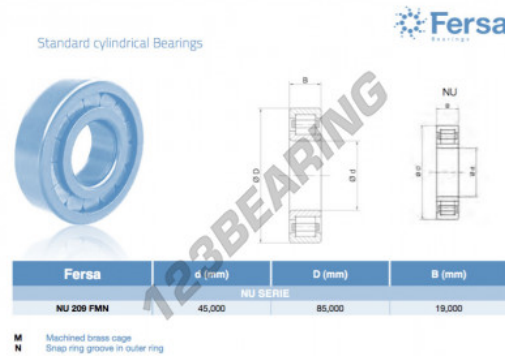 Fersa
Bearings
Standard cylindrical Bearings
B
NU
B
Ø D
Ø d
Ø D
Ø d
123BEARING
Fersa d (mm) D (mm) B (mm)
NU SERIE
NU 209 FMN 45,000 85,000 19,000
M Machined brass cage
N Snap ring groove in outer ring